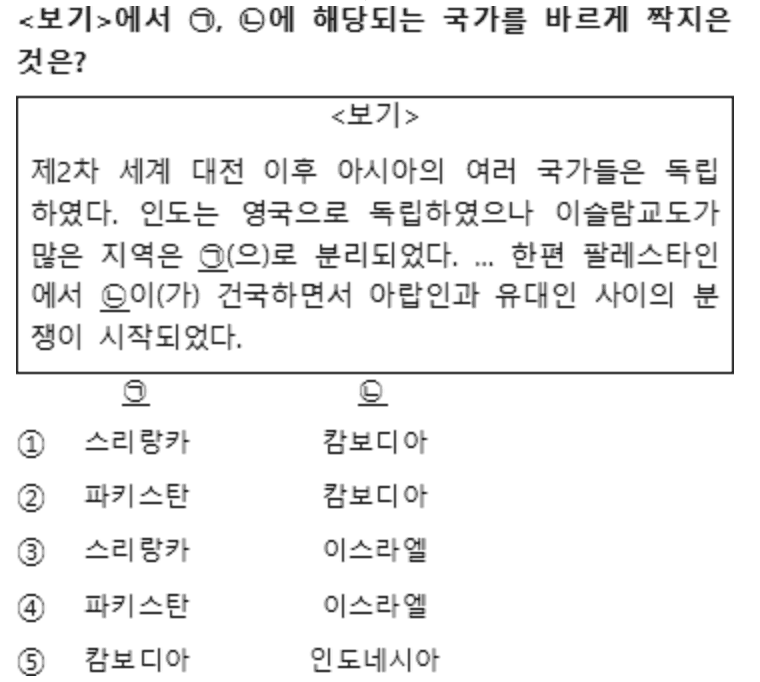 <보기>에서 ㉠, ㉡에 해당되는 국가를 바르게 짝지은
것은?
<보기>
제2차 세계 대전 이후 아시아의 여러 국가들은 독립
하였다. 인도는 영국으로 독립하였으나 이슬람교도가
많은 지역은 ㉠(으)로 분리되었다. ... 한편 팔레스타인
에서 ㉡이(가) 건국하면서 아랍인과 유대인 사이의 분
쟁이 시작되었다.
㉠ ㉡
① 스리랑카 캄보디아
② 파키스탄 캄보디아
③ 스리랑카 이스라엘
④ 파키스탄 이스라엘
⑤ 캄보디아 인도네시아